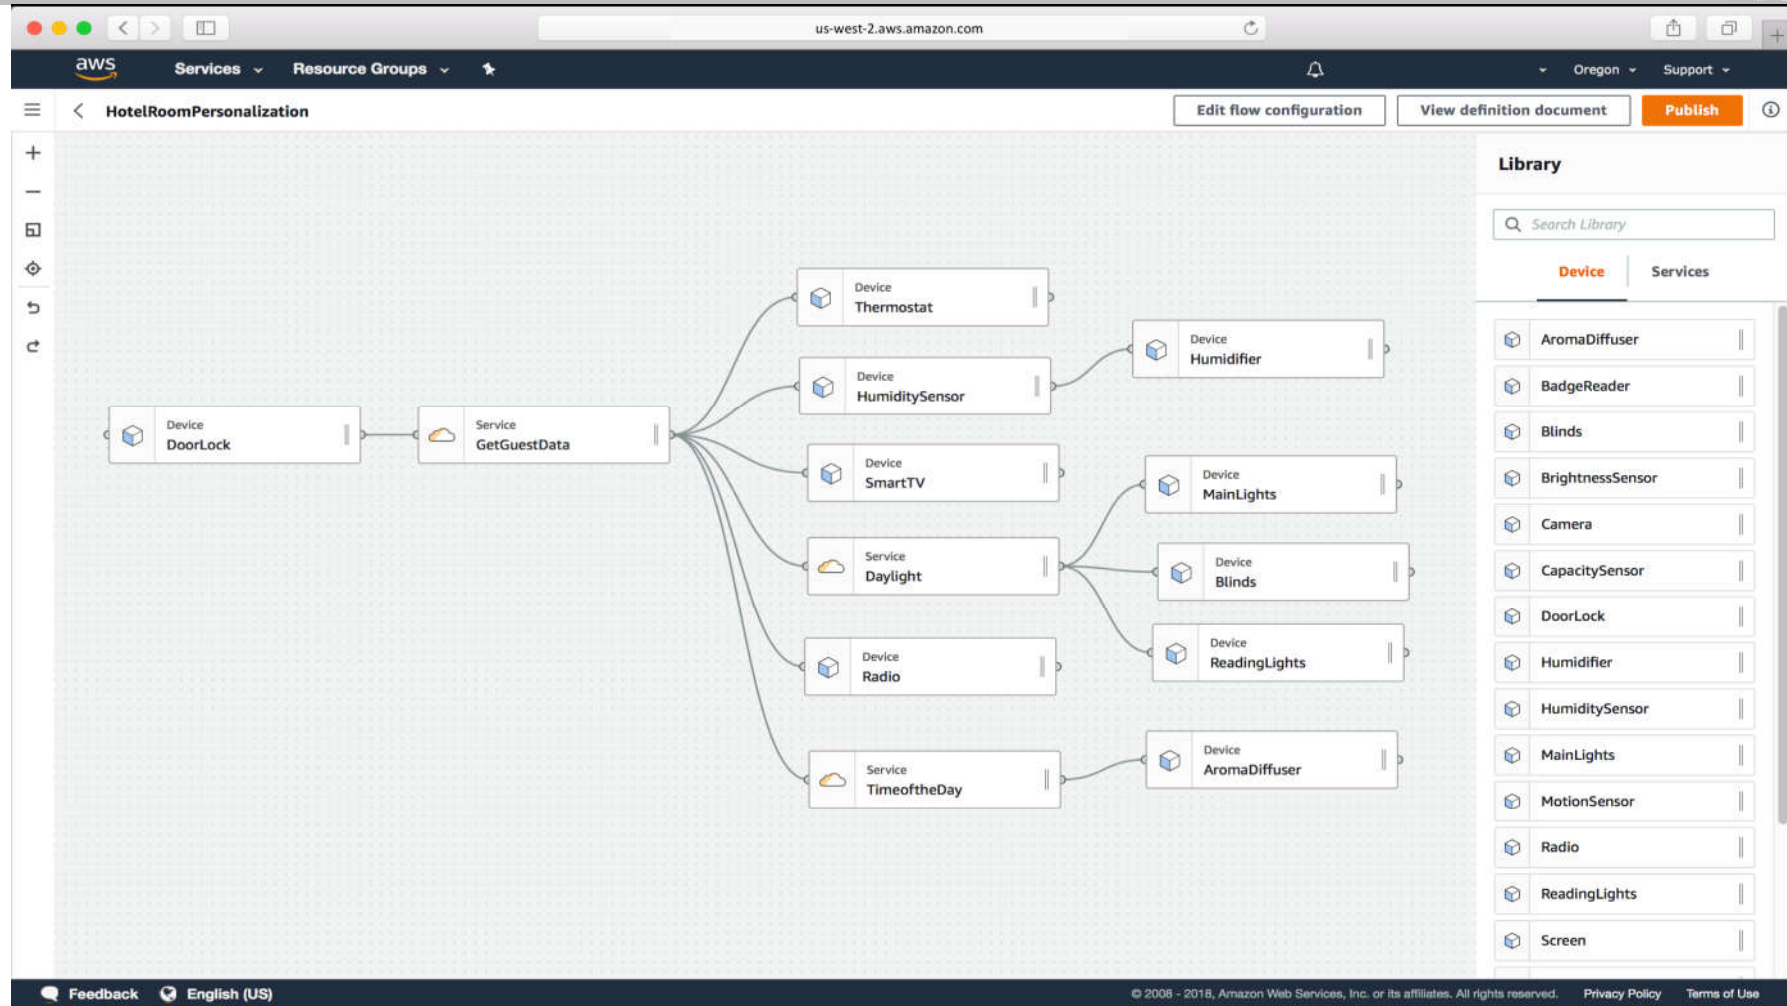 us-west-2.aws.amazon.com
aws Services Resource Groups Oregon Support
HotelRoomPersonalization
Edit flow configuration
View definition document
Publish
Device
DoorLock
Service
GetGuestData
Device
Thermostat
Device
HumiditySensor
Device
Humidifier
Device
SmartTV
Service
Daylight
Device
MainLights
Device
Blinds
Device
ReadingLights
Device
Radio
Service
TimeoftheDay
Device
AromaDiffuser
Library
Search Library
Device Services
AromaDiffuser
BadgeReader
Blinds
BrightnessSensor
Camera
CapacitySensor
DoorLock
Humidifier
HumiditySensor
MainLights
MotionSensor
Radio
ReadingLights
Screen
Feedback English (US) © 2008 - 2018, Amazon Web Services, Inc. or its affiliates. All rights reserved. Privacy Policy Terms of Use